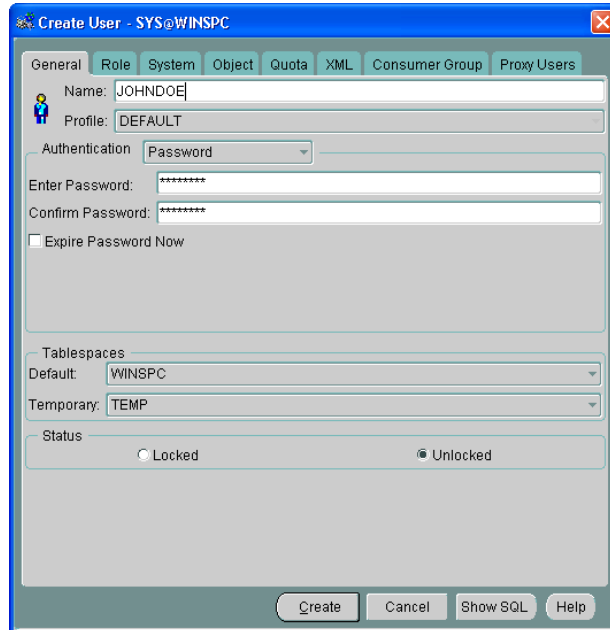 Create User - SYS@WINSPC
General Role System Object Quota XML Consumer Group Proxy Users
Name: JOHNDOE
Profile: DEFAULT
Authentication Password
Enter Password: ********
Confirm Password: ********
Expire Password Now
Tablespaces
Default: WINSPC
Temporary: TEMP
Status
Locked Unlocked
Create Cancel Show SQL Help